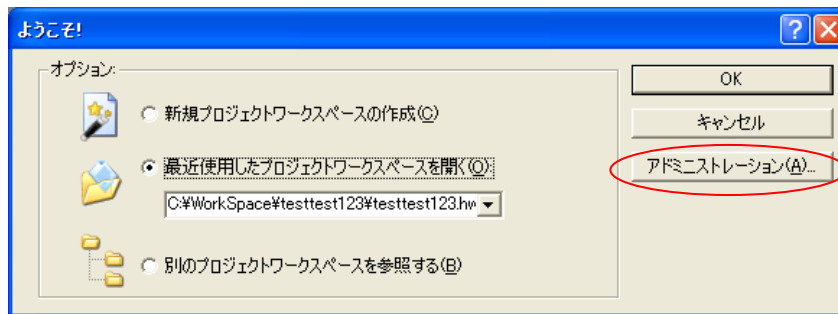 ようこそ!
オプション:
新規プロジェクトワークスペースの作成(C)
最近使用したプロジェクトワークスペースを開く(O):
C:¥WorkSpace¥testtest123¥testtest123.hw
別のプロジェクトワークスペースを参照する(B)
OK
キャンセル
アドミニストレーション(A)...